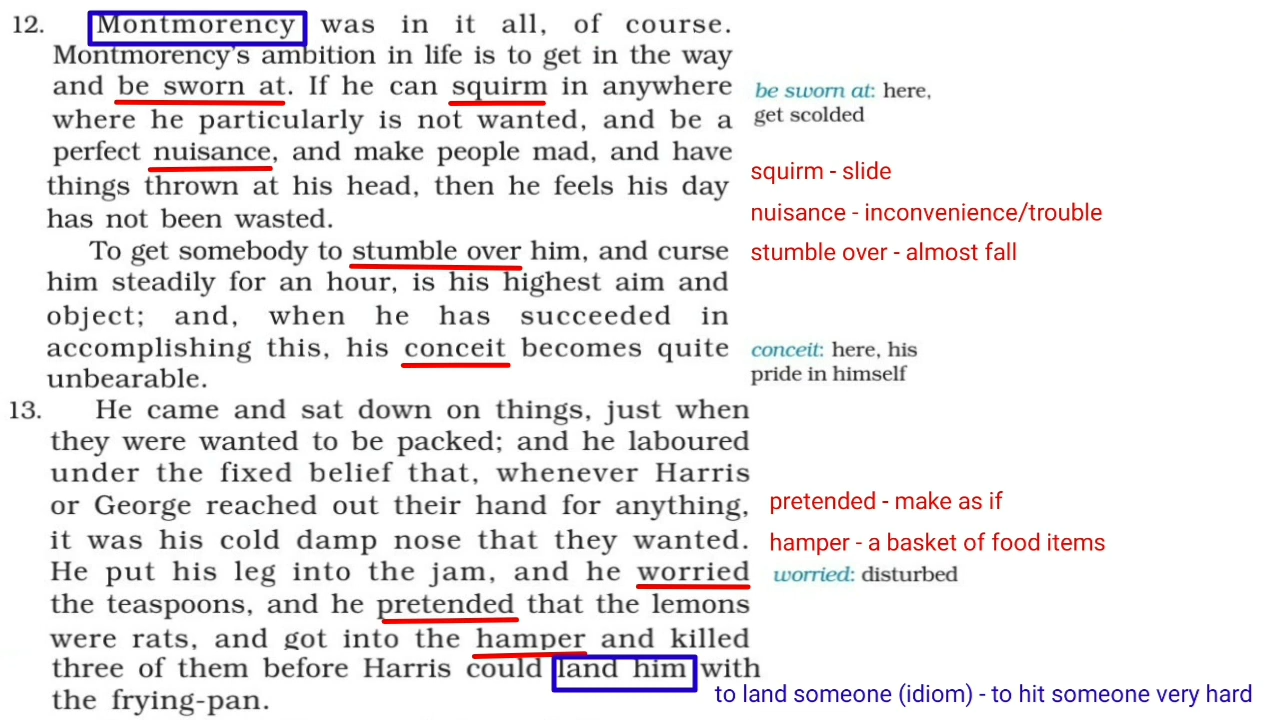 12. Montmorency was in it all, of course.
Montmorency's ambition in life is to get in the way
and be sworn at. If he can squirm in anywhere
where he particularly is not wanted, and be a
perfect nuisance, and make people mad, and have
things thrown at his head, then he feels his day
has not been wasted.
To get somebody to stumble over him, and curse
him steadily for an hour, is his highest aim and
object; and, when he has succeeded in
accomplishing this, his conceit becomes quite
unbearable.
be sworn at: here,
get scolded
squirm - slide
nuisance - inconvenience/trouble
stumble over - almost fall
conceit: here, his
pride in himself
13. He came and sat down on things, just when
they were wanted to be packed; and he laboured
under the fixed belief that, whenever Harris
or George reached out their hand for anything,
it was his cold damp nose that they wanted.
He put his leg into the jam, and he worried
the teaspoons, and he pretended that the lemons
were rats, and got into the hamper and killed
three of them before Harris could land him with
the frying-pan.
pretended - make as if
hamper - a basket of food items
worried: disturbed
to land someone (idiom) - to hit someone very hard